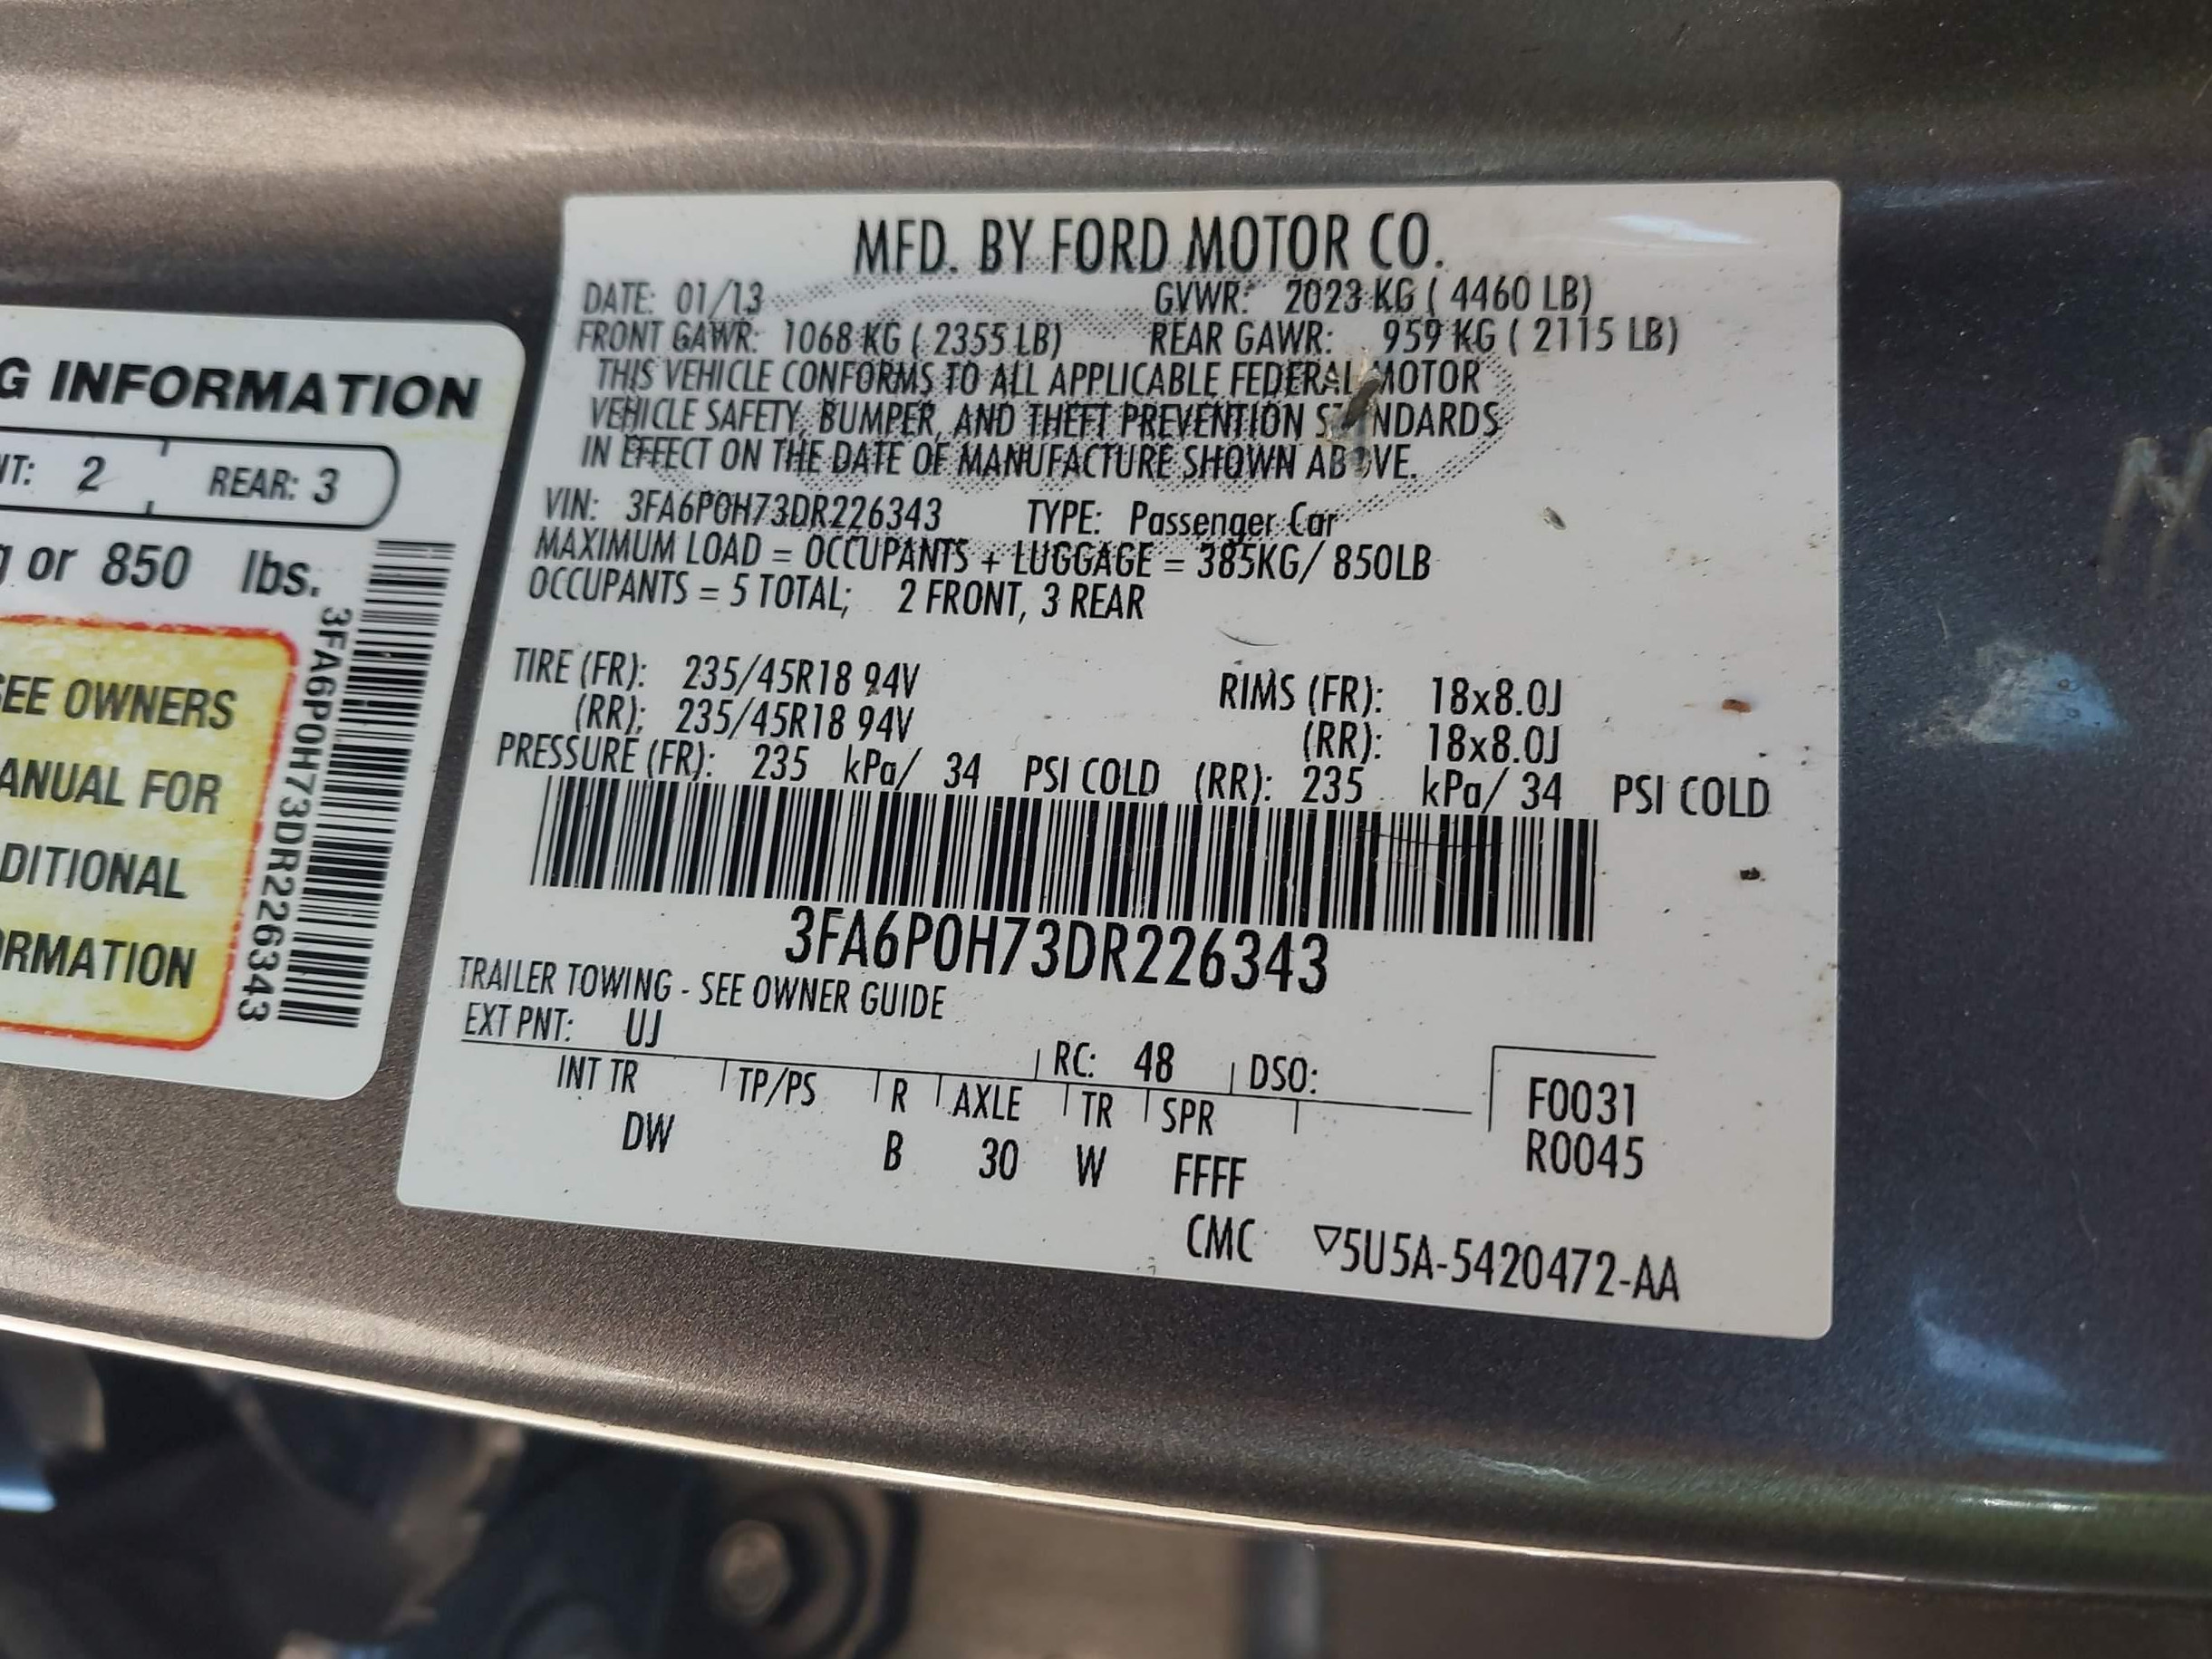 G INFORMATION
NT: 2 REAR: 3
g or 850 lbs.
SEE OWNERS
ANUAL FOR
DITIONAL
ORMATION
3FA6P0H73DR226343
MFD. BY FORD MOTOR CO.
DATE: 01/13 GVWR: 2023 KG ( 4460 LB)
FRONT GAWR: 1068 KG ( 2355 LB) REAR GAWR: 959 KG ( 2115 LB)
THIS VEHICLE CONFORMS TO ALL APPLICABLE FEDERAL MOTOR
VEHICLE SAFETY, BUMPER, AND THEFT PREVENTION STANDARDS
IN EFFECT ON THE DATE OF MANUFACTURE SHOWN ABOVE.
VIN: 3FA6P0H73DR226343 TYPE: Passenger Car
MAXIMUM LOAD = OCCUPANTS + LUGGAGE = 385KG/ 850LB
OCCUPANTS = 5 TOTAL; 2 FRONT, 3 REAR
TIRE (FR): 235/45R18 94V RIMS (FR): 18x8.0J
(RR): 235/45R18 94V (RR): 18x8.0J
PRESSURE (FR): 235 kPa/ 34 PSI COLD (RR): 235 kPa/ 34 PSI COLD
3FA6P0H73DR226343
TRAILER TOWING - SEE OWNER GUIDE
EXT PNT: UJ RC: 48 DSO:
INT TR TP/PS R AXLE TR SPR F0031
DW B 30 W FFFF R0045
CMC ▽5U5A-5420472-AA